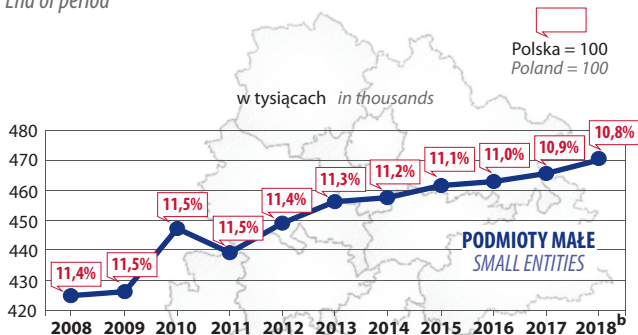 End of period
Polska = 100
Poland = 100
w tysiącach in thousands
480
470
460
450
440
430
420
11,4%
11,5%
11,5%
11,5%
11,4%
11,3%
11,2%
11,1%
11,0%
10,9%
10,8%
PODMIOTY MAŁE
SMALL ENTITIES
2008 2009 2010 2011 2012 2013 2014 2015 2016 2017 2018b